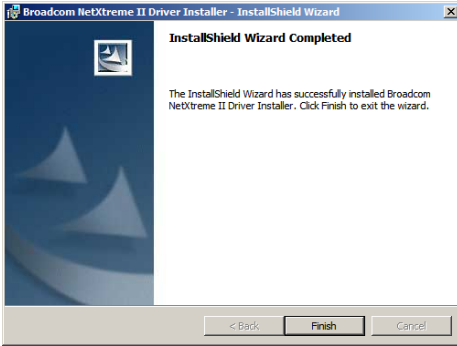 Broadcom NetXtreme II Driver Installer - InstallShield Wizard
InstallShield Wizard Completed
The InstallShield Wizard has successfully installed Broadcom
NetXtreme II Driver Installer. Click Finish to exit the wizard.
< Back
Finish
Cancel